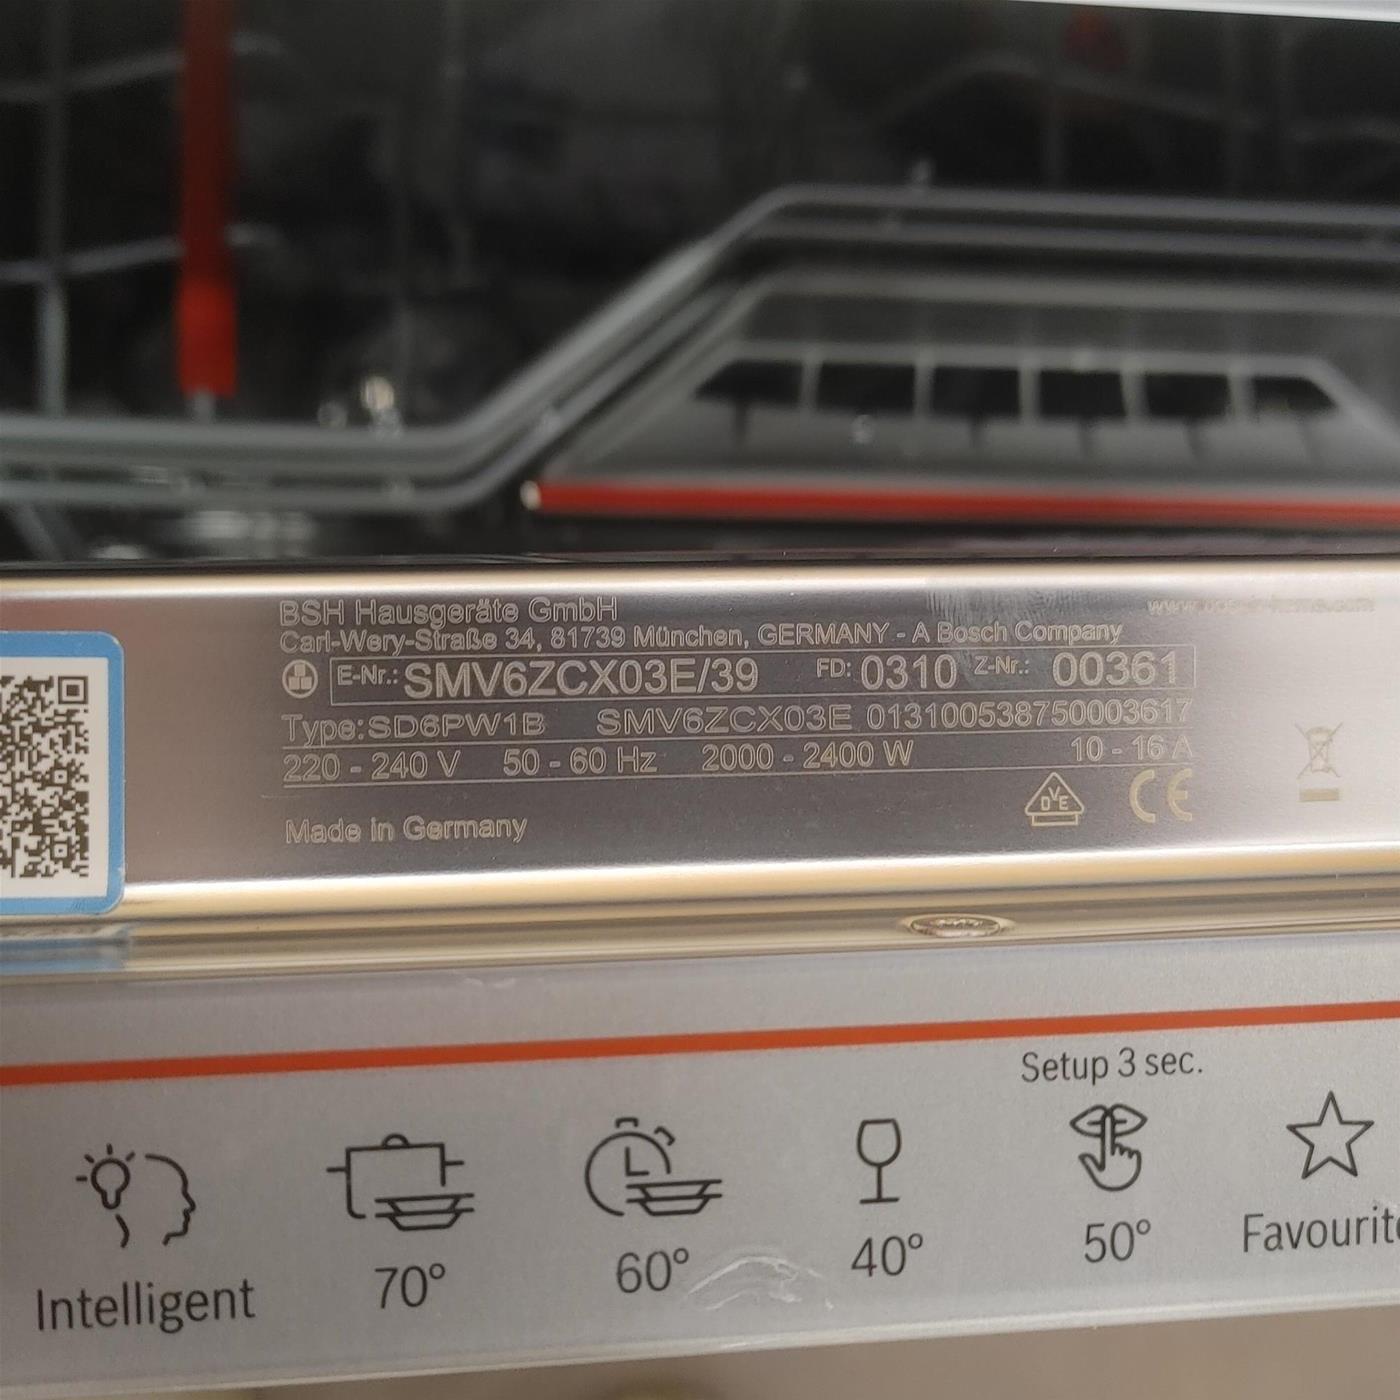 BSH Hausgeräte GmbH
Carl-Wery-Straße 34, 81739 München, GERMANY - A Bosch Company
E-Nr.: SMV6ZCX03E/39 FD: 0310 Z-Nr.: 00361
Type: SD6PW1B SMV6ZCX03E 013100538750003617
220 - 240 V 50 - 60 Hz 2000 - 2400 W 10 - 16 A
DVE CE
Made in Germany
Setup 3 sec.
Intelligent 70° 60° 40° 50° Favourite